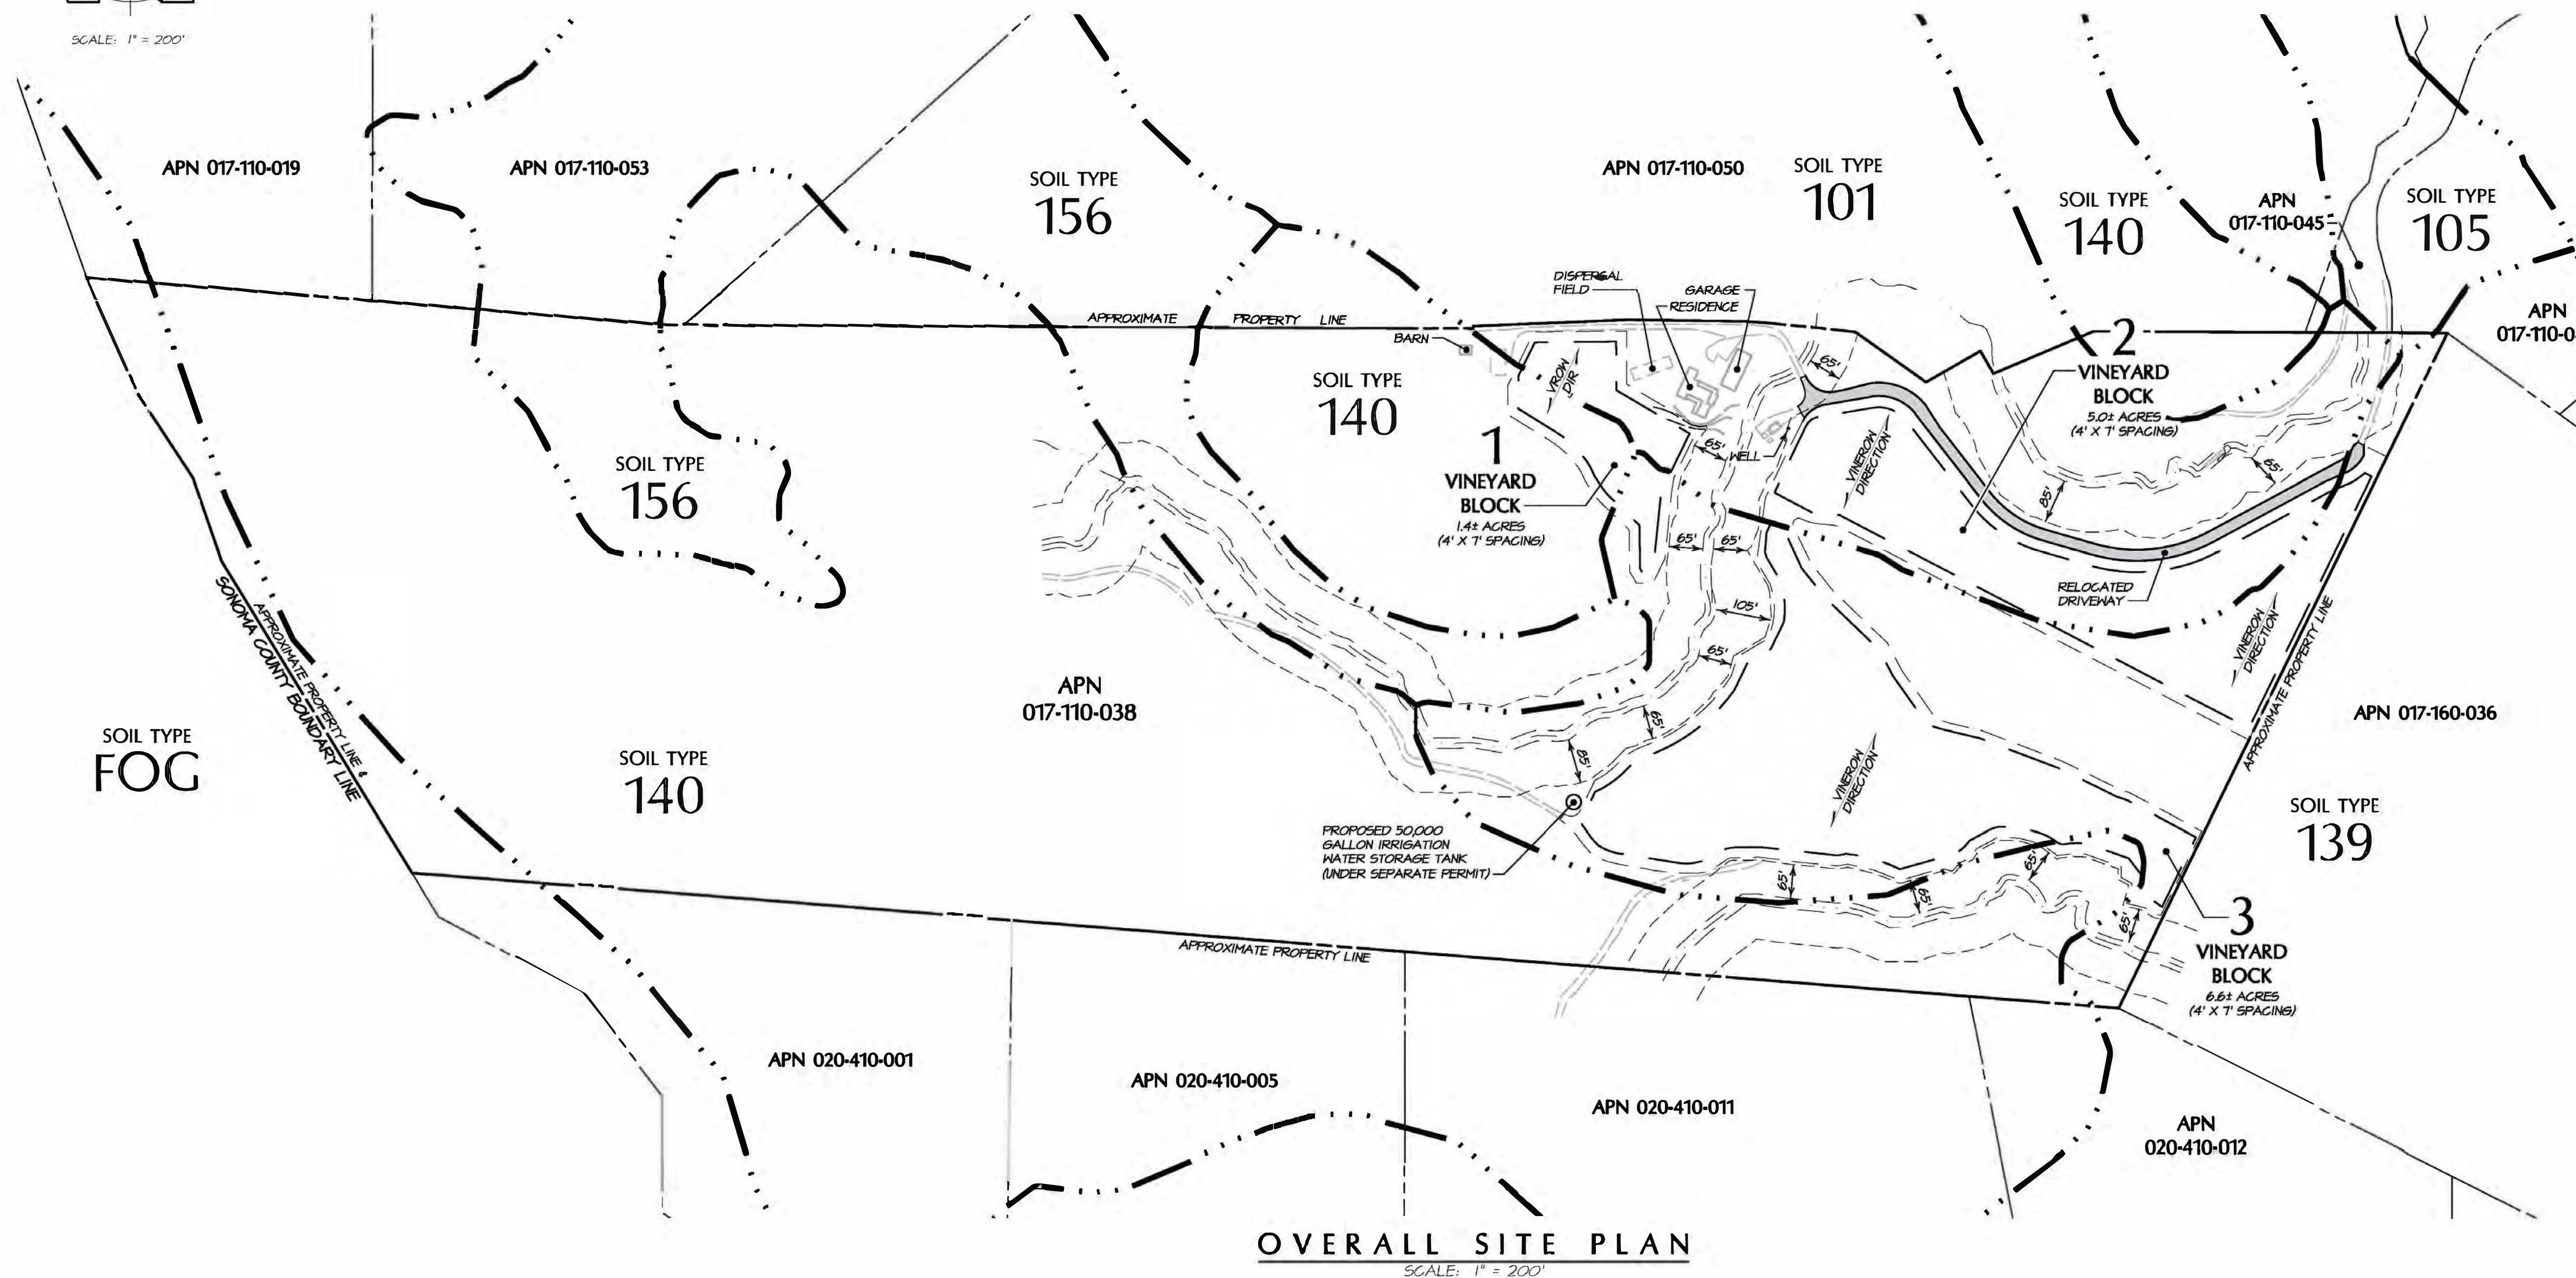 SCALE: 1" = 200'
APN 017-110-019
APN 017-110-053
SOIL TYPE
156
APN 017-110-050
SOIL TYPE
101
SOIL TYPE
140
APN
017-110-045
SOIL TYPE
105
APN
DISPERSAL
FIELD
GARAGE
RESIDENCE
APPROXIMATE PROPERTY LINE
BARN
65'
2
VINEYARD
BLOCK
5.0± ACRES
(4' X 7' SPACING)
SOIL TYPE
140
VROW
DIR
1
VINEYARD
BLOCK
1.4± ACRES
(4' X 7' SPACING)
65'
WELL
VINEROW
DIRECTION
85'
65'
SOIL TYPE
156
65'
65'
105'
65'
RELOCATED
DRIVEWAY
VINEROW
DIRECTION
APPROXIMATE PROPERTY LINE
APPROXIMATE PROPERTY LINE &
SONOMA COUNTY BOUNDARY LINE
APN
017-110-038
APN 017-160-036
SOIL TYPE
FOG
SOIL TYPE
140
65'
85'
VINEROW
DIRECTION
SOIL TYPE
139
PROPOSED 50,000
GALLON IRRIGATION
WATER STORAGE TANK
(UNDER SEPARATE PERMIT)
65'
65'
65'
65'
3
VINEYARD
BLOCK
6.6± ACRES
(4' X 7' SPACING)
APPROXIMATE PROPERTY LINE
APN 020-410-001
APN 020-410-005
APN 020-410-011
APN
020-410-012
OVERALL SITE PLAN
SCALE: 1" = 200'